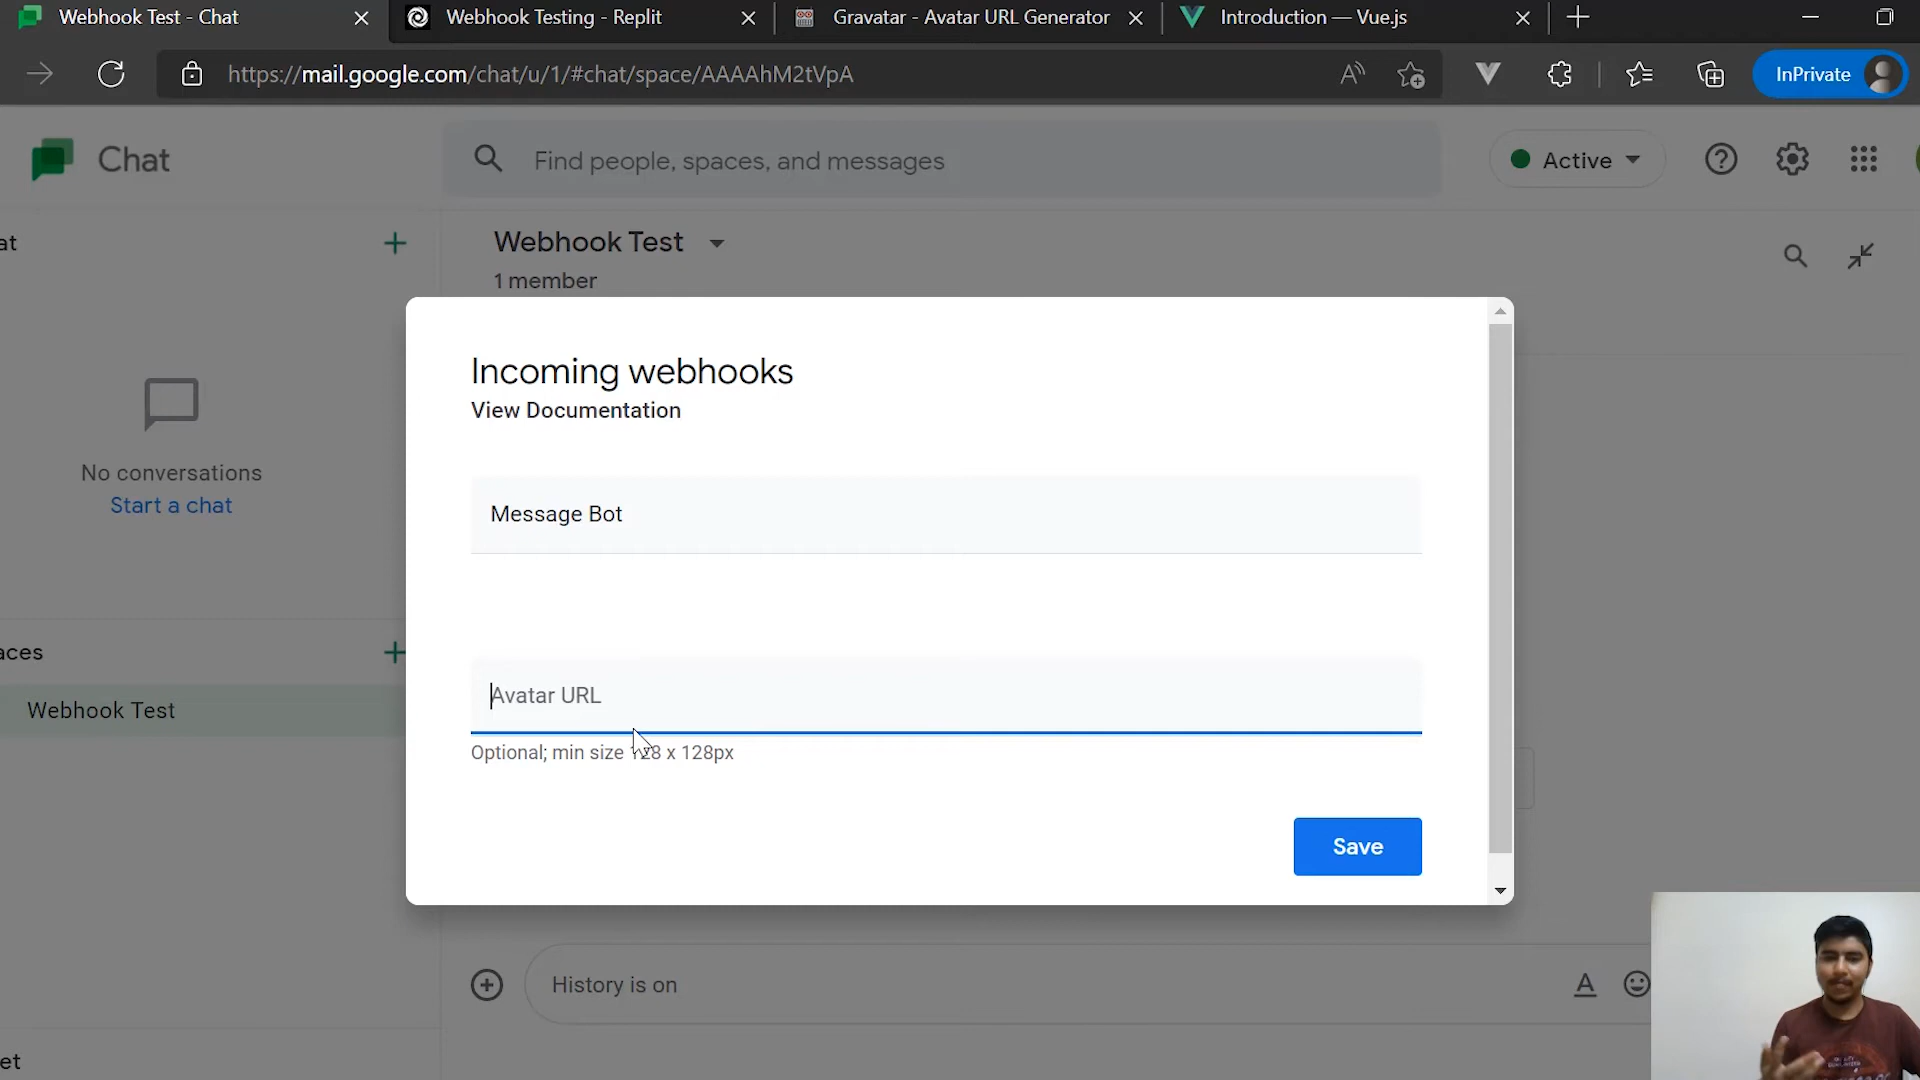 Webhook Test - Chat
Webhook Testing - Replit
Gravatar - Avatar URL Generator
Introduction — Vue.js
https://mail.google.com/chat/u/1/#chat/space/AAAAhM2tVpA
InPrivate
Chat
Find people, spaces, and messages
Active
at
Webhook Test
1 member
No conversations
Start a chat
aces
Webhook Test
Incoming webhooks
View Documentation
Message Bot
Avatar URL
Optional; min size 128 x 128px
Save
History is on
et